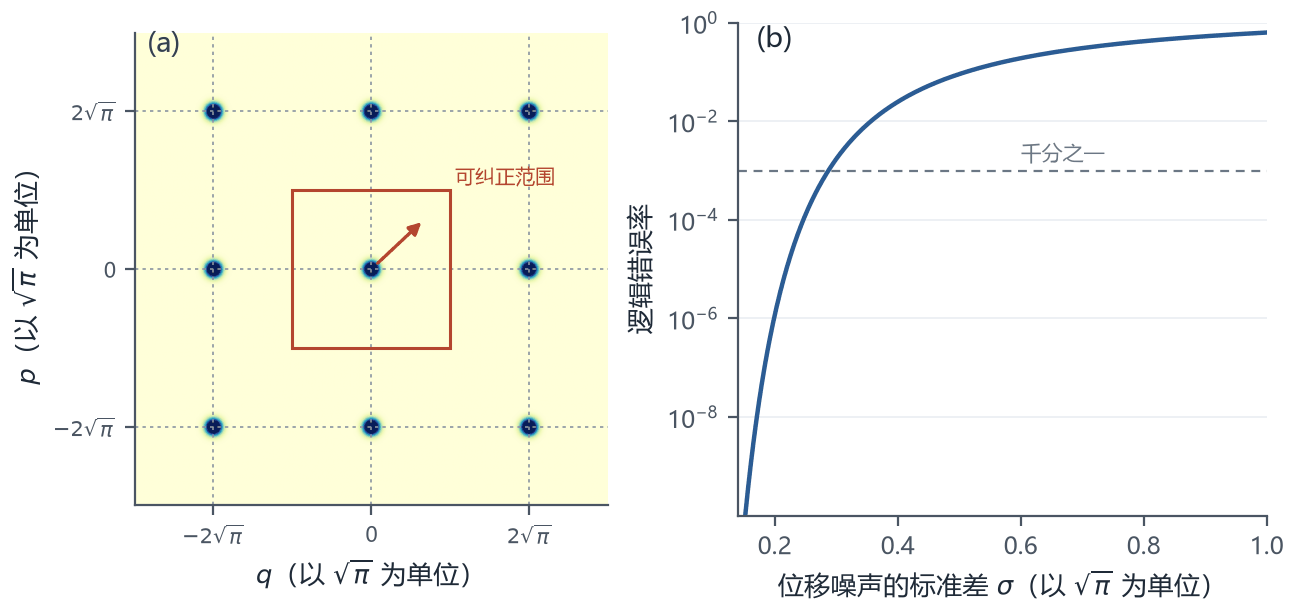 (a)
2√π
0
−2√π
p（以 √π 为单位）
可纠正范围
−2√π
0
2√π
q（以 √π 为单位）
(b)
10⁰
10⁻²
10⁻⁴
10⁻⁶
10⁻⁸
逻辑错误率
千分之一
0.2
0.4
0.6
0.8
1.0
位移噪声的标准差 σ（以 √π 为单位）